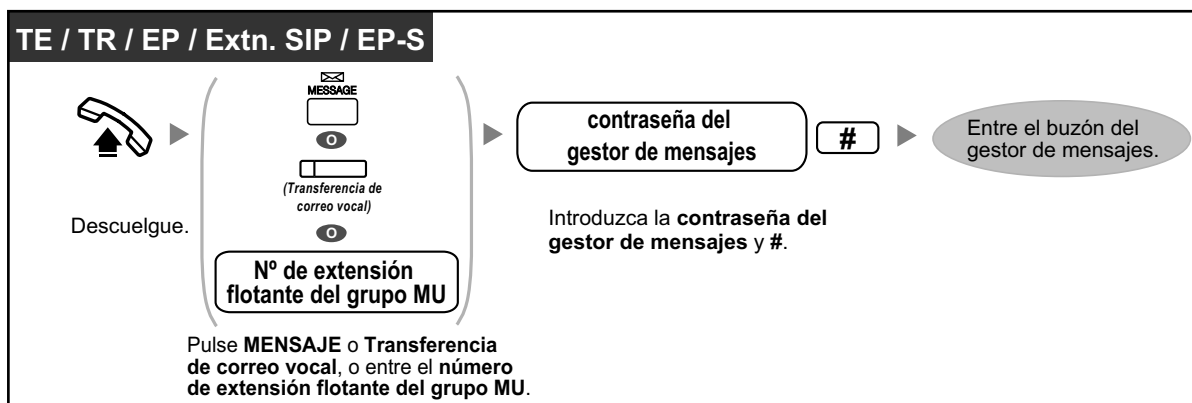 TE / TR / EP / Extn. SIP / EP-S
Descuelgue.
MESSAGE
O
(Transferencia de
correo vocal)
O
Nº de extensión
flotante del grupo MU
Pulse MENSAJE o Transferencia
de correo vocal, o entre el número
de extensión flotante del grupo MU.
contraseña del
gestor de mensajes
#
Introduzca la contraseña del
gestor de mensajes y #.
Entre el buzón del
gestor de mensajes.